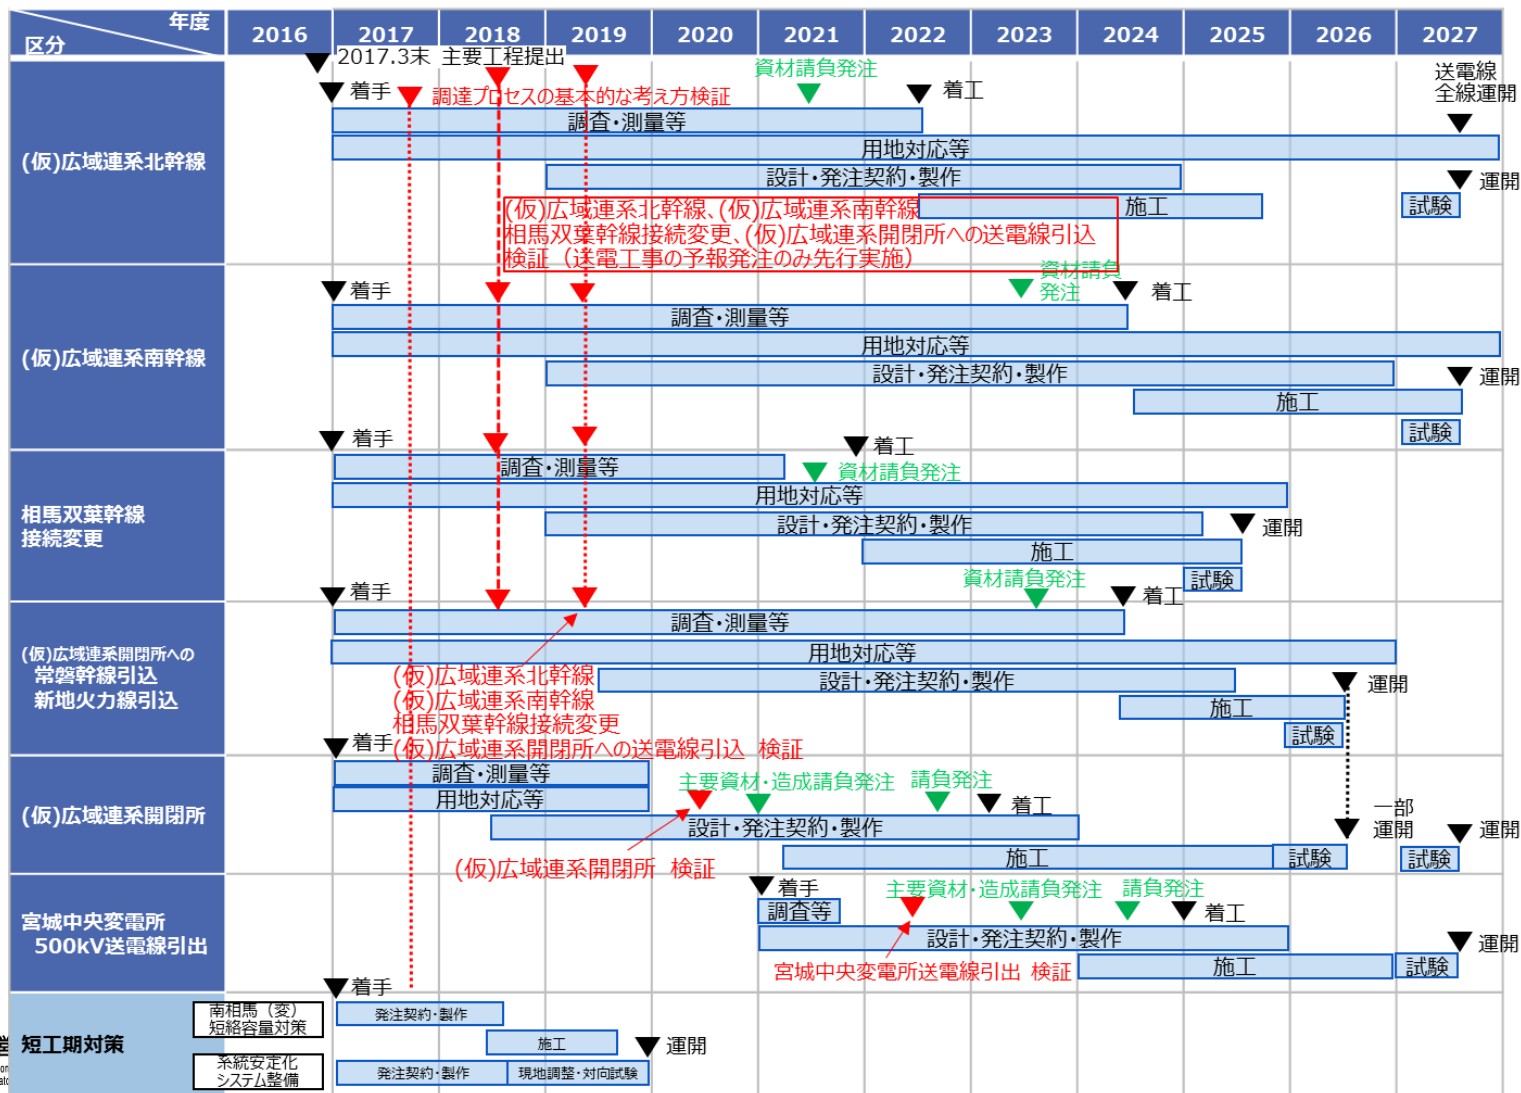 年度
区分
2016 2017 2018 2019 2020 2021 2022 2023 2024 2025 2026 2027
2017.3末 主要工程提出
(仮)広域連系北幹線
着手
調達プロセスの基本的な考え方検証
資材請負発注
着工
送電線
全線運開
調査・測量等
用地対応等
設計・発注契約・製作
運開
施工
試験
(仮)広域連系北幹線、(仮)広域連系南幹線
相馬双葉幹線接続変更、(仮)広域連系開閉所への送電線引込
検証（送電工事の予報発注のみ先行実施）
(仮)広域連系南幹線
着手
資材請負
発注
着工
調査・測量等
用地対応等
設計・発注契約・製作
運開
施工
試験
相馬双葉幹線
接続変更
着手
着工
調査・測量等
資材請負発注
用地対応等
設計・発注契約・製作
運開
施工
試験
(仮)広域連系開閉所への
常磐幹線引込
新地火力線引込
着手
資材請負発注
着工
調査・測量等
用地対応等
設計・発注契約・製作
運開
施工
試験
(仮)広域連系北幹線
(仮)広域連系南幹線
相馬双葉幹線接続変更
(仮)広域連系開閉所への送電線引込 検証
(仮)広域連系開閉所
着手
調査・測量等
用地対応等
主要資材・造成請負発注
請負発注
着工
設計・発注契約・製作
一部
運開
運開
施工
試験
試験
(仮)広域連系開閉所 検証
宮城中央変電所
500kV送電線引出
着手
主要資材・造成請負発注
請負発注
調査等
着工
設計・発注契約・製作
運開
施工
試験
宮城中央変電所送電線引出 検証
短工期対策
着手
南相馬（変）
短絡容量対策
発注契約・製作
施工
運開
系統安定化
システム整備
発注契約・製作
現地調整・対向試験